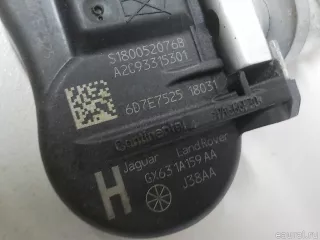 S180052076B
A2C93315301
6D7E7525 18031
Continental
Jaguar LandRover
H GX63 1A159 AA
J38AA